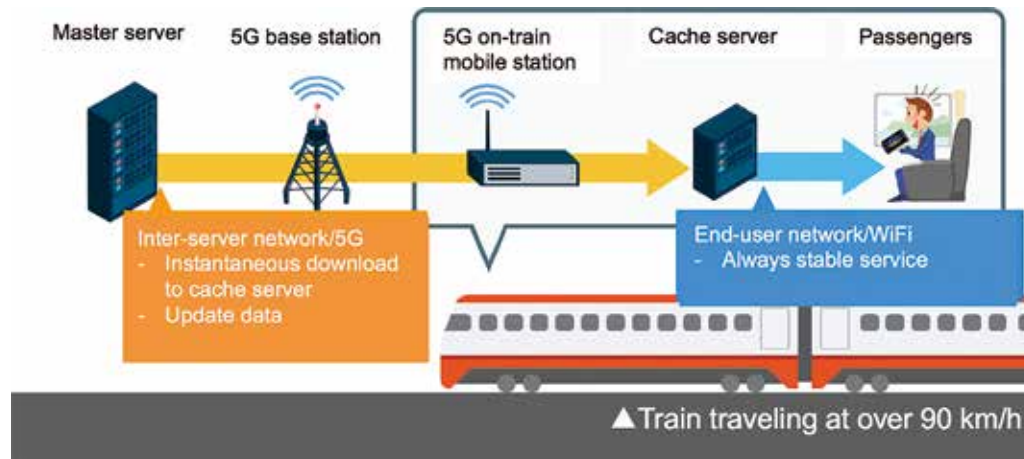 Master server
5G base station
5G on-train
mobile station
Cache server
Passengers
Inter-server network/5G
- Instantaneous download
to cache server
- Update data
End-user network/WiFi
- Always stable service
▲Train traveling at over 90 km/h